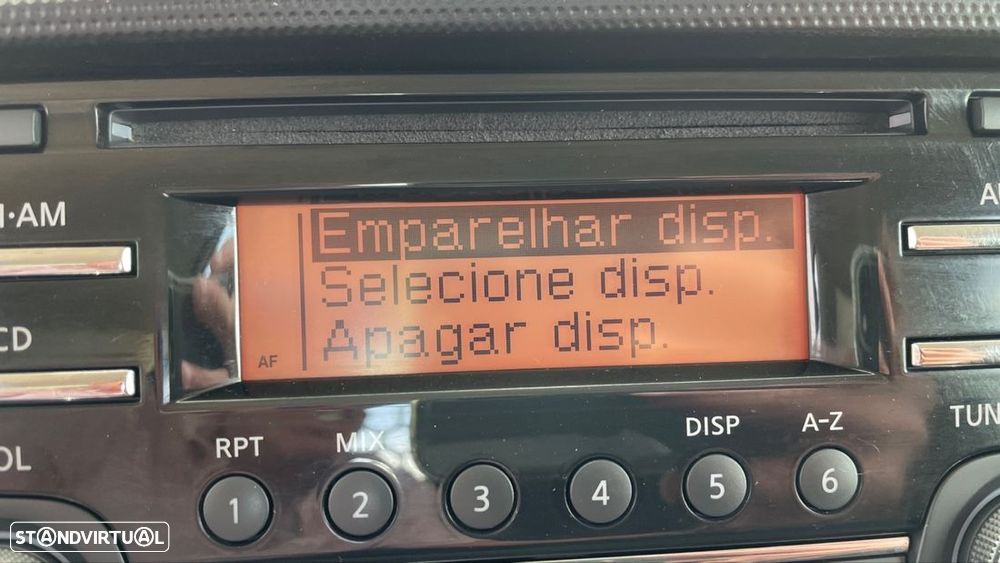 Emparelhar disp.
·AM
Selecione disp.
CD
Apagar disp.
AF
RPT
MIX
DISP
A-Z
TUN
OL
1
2
3
4
5
6
STANDVIRTUAL